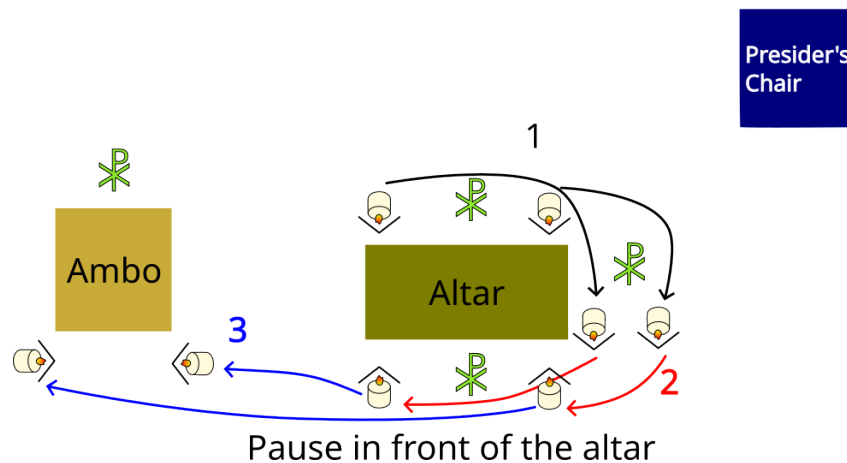 Presider's
Chair
1
Ambo
Altar
3
2
Pause in front of the altar